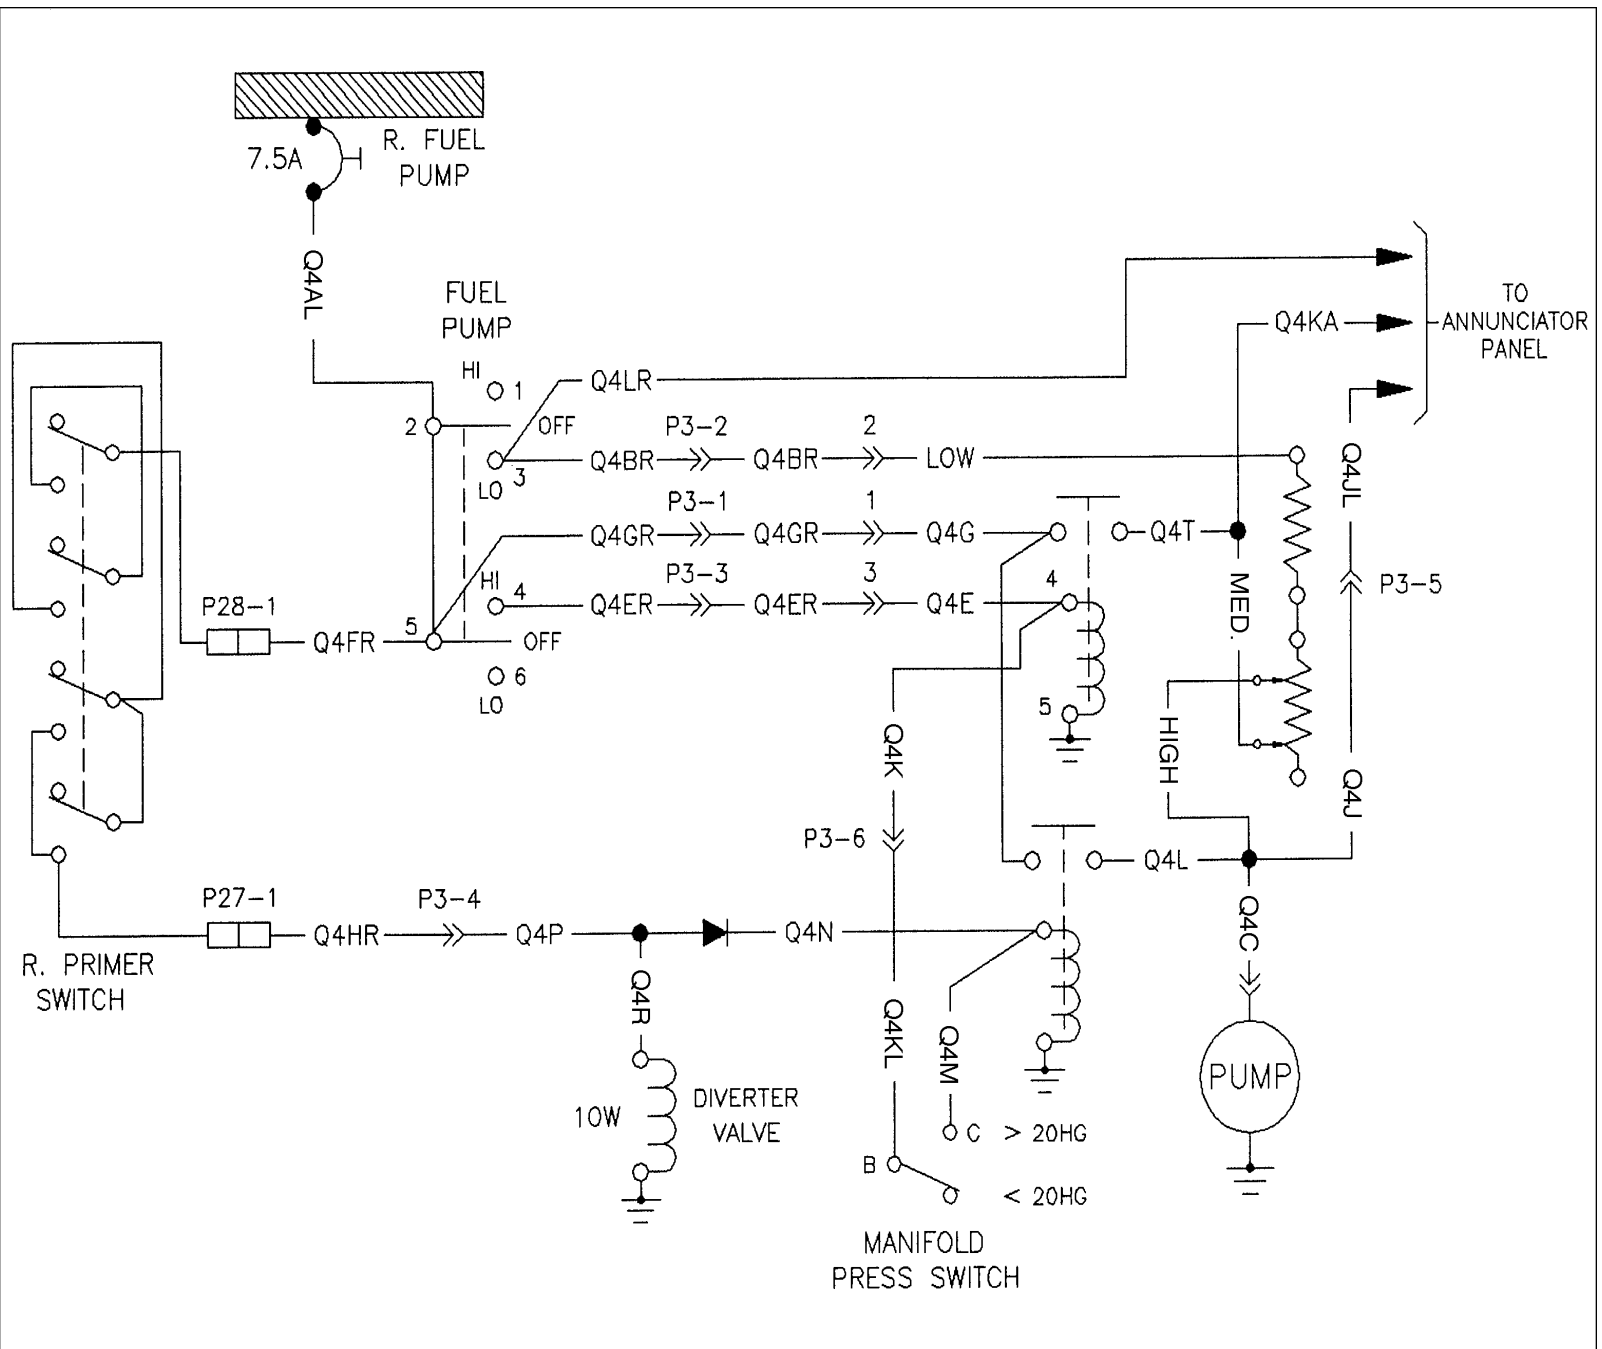 R. FUEL
PUMP
7.5A
Q4AL
FUEL
PUMP
HI
1
2
OFF
3
LO
HI
4
5
OFF
6
LO
Q4LR
Q4BR
P3-2
Q4BR
2
LOW
Q4GR
P3-1
Q4GR
1
Q4G
Q4ER
P3-3
Q4ER
3
Q4E
4
5
Q4T
Q4KA
TO
ANNUNCIATOR
PANEL
Q4JL
P3-5
Q4J
MED.
HIGH
P28-1
Q4FR
Q4K
P3-6
Q4L
P27-1
Q4HR
P3-4
Q4P
Q4N
R. PRIMER
SWITCH
Q4R
Q4KL
Q4M
Q4C
PUMP
10W
DIVERTER
VALVE
C > 20HG
B
< 20HG
MANIFOLD
PRESS SWITCH